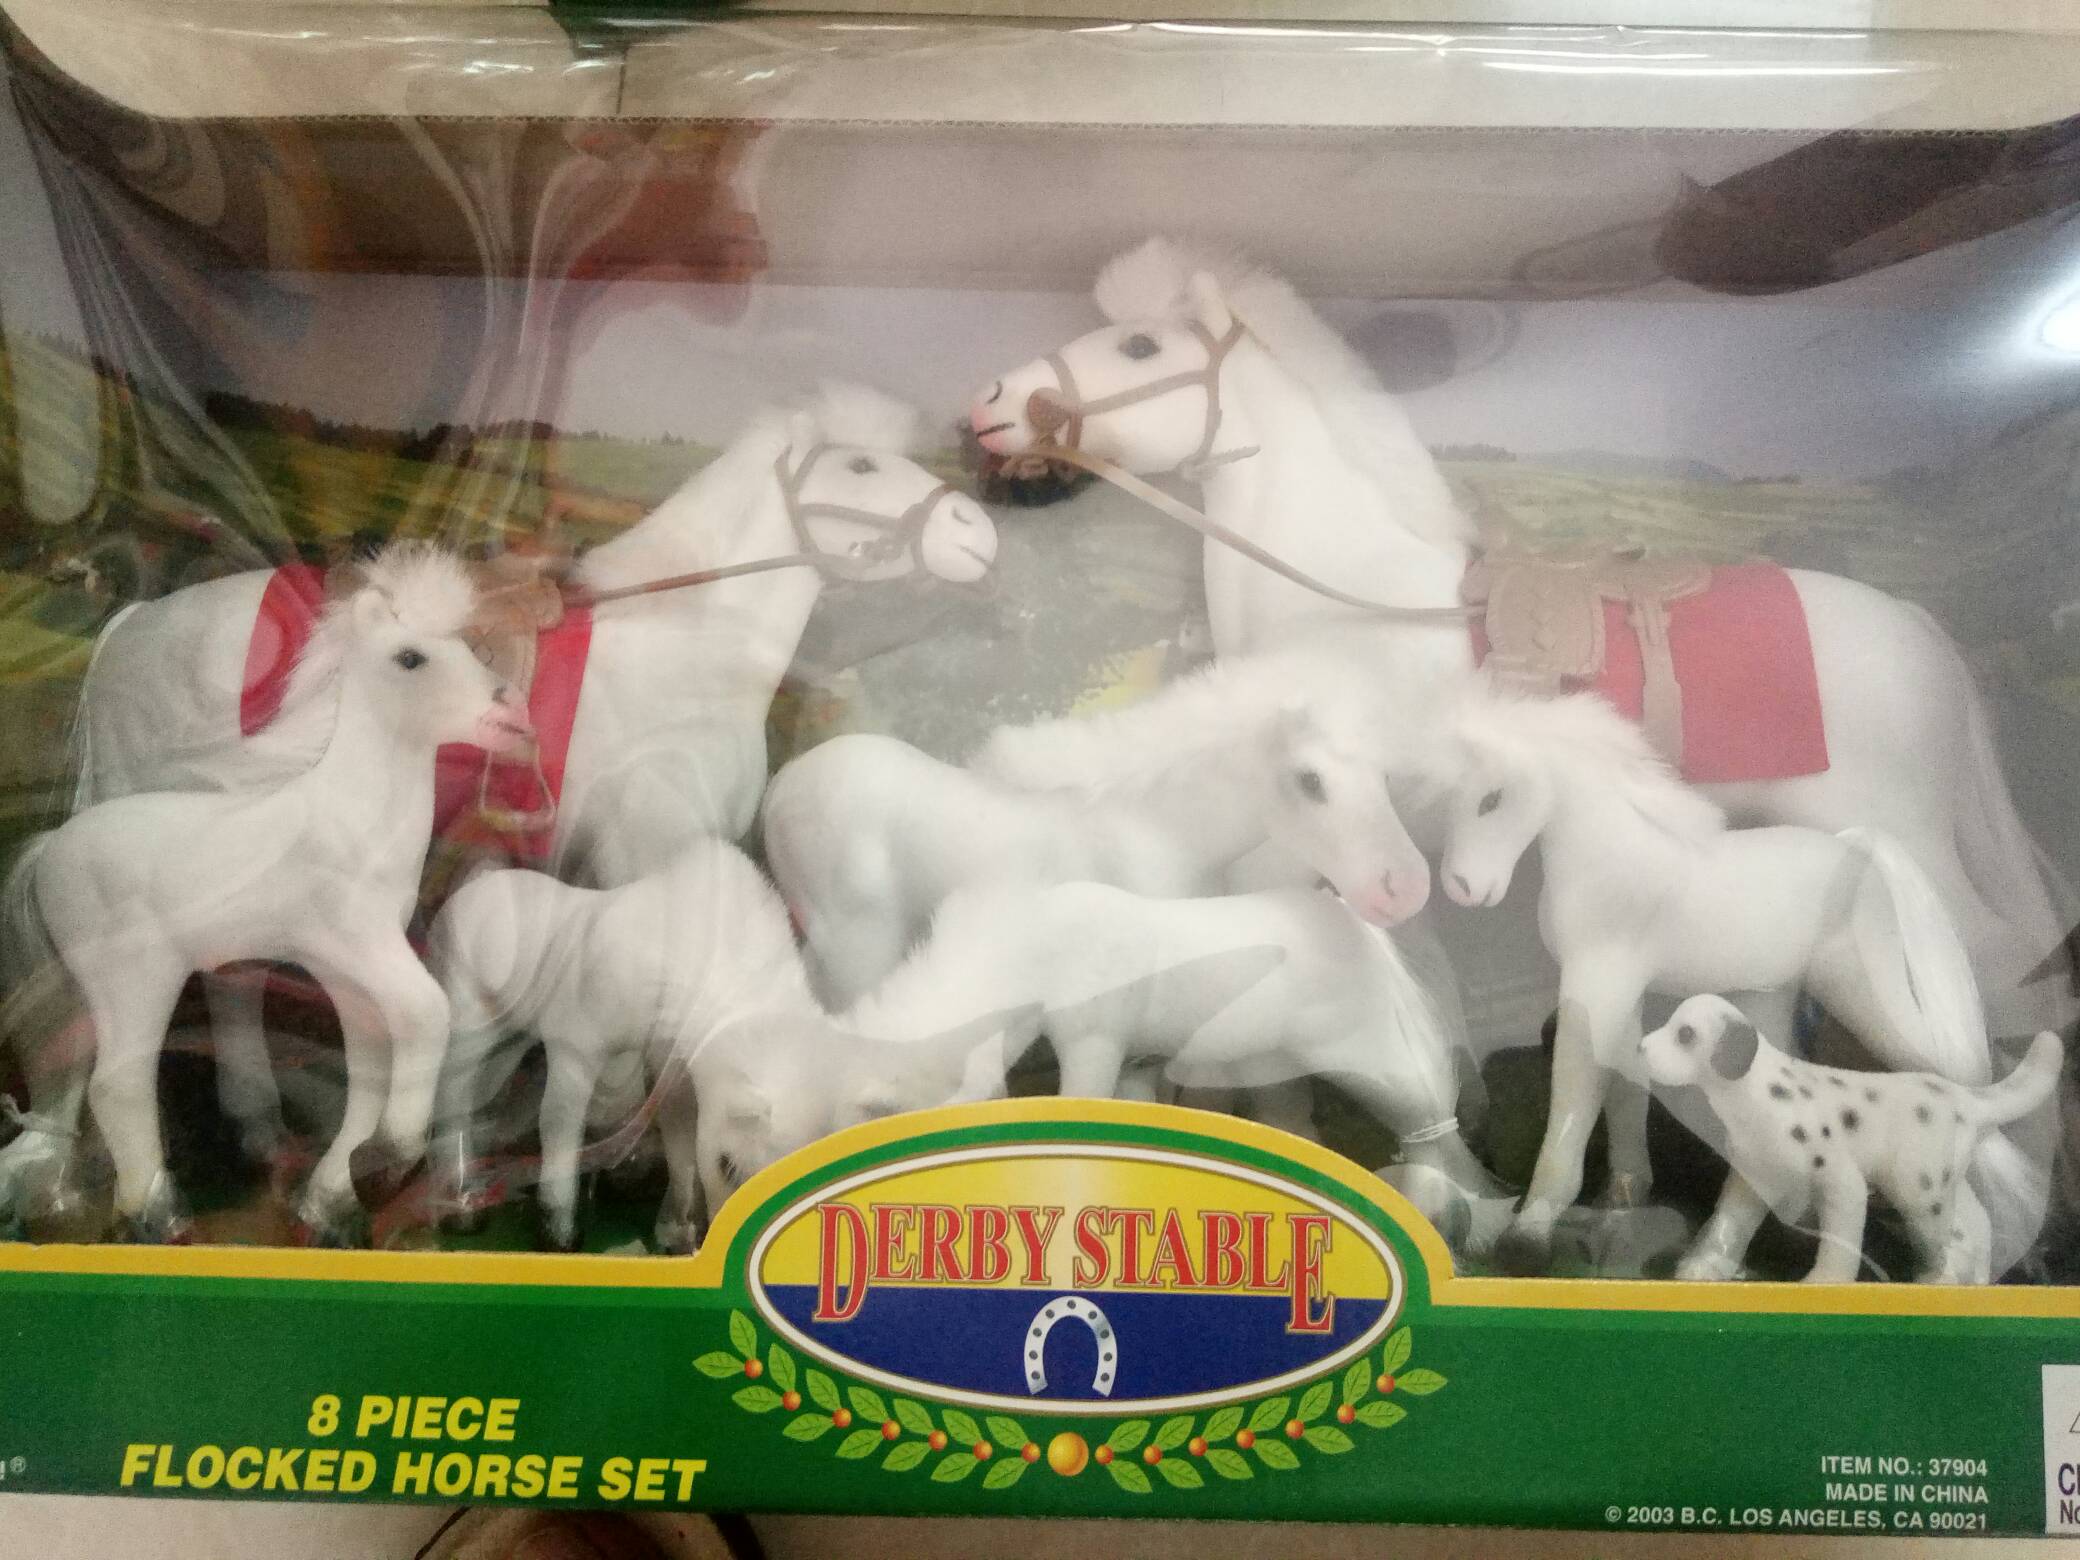 DERBY STABLE
8 PIECE
FLOCKED HORSE SET
ITEM NO.: 37904
MADE IN CHINA
© 2003 B.C. LOS ANGELES, CA 90021